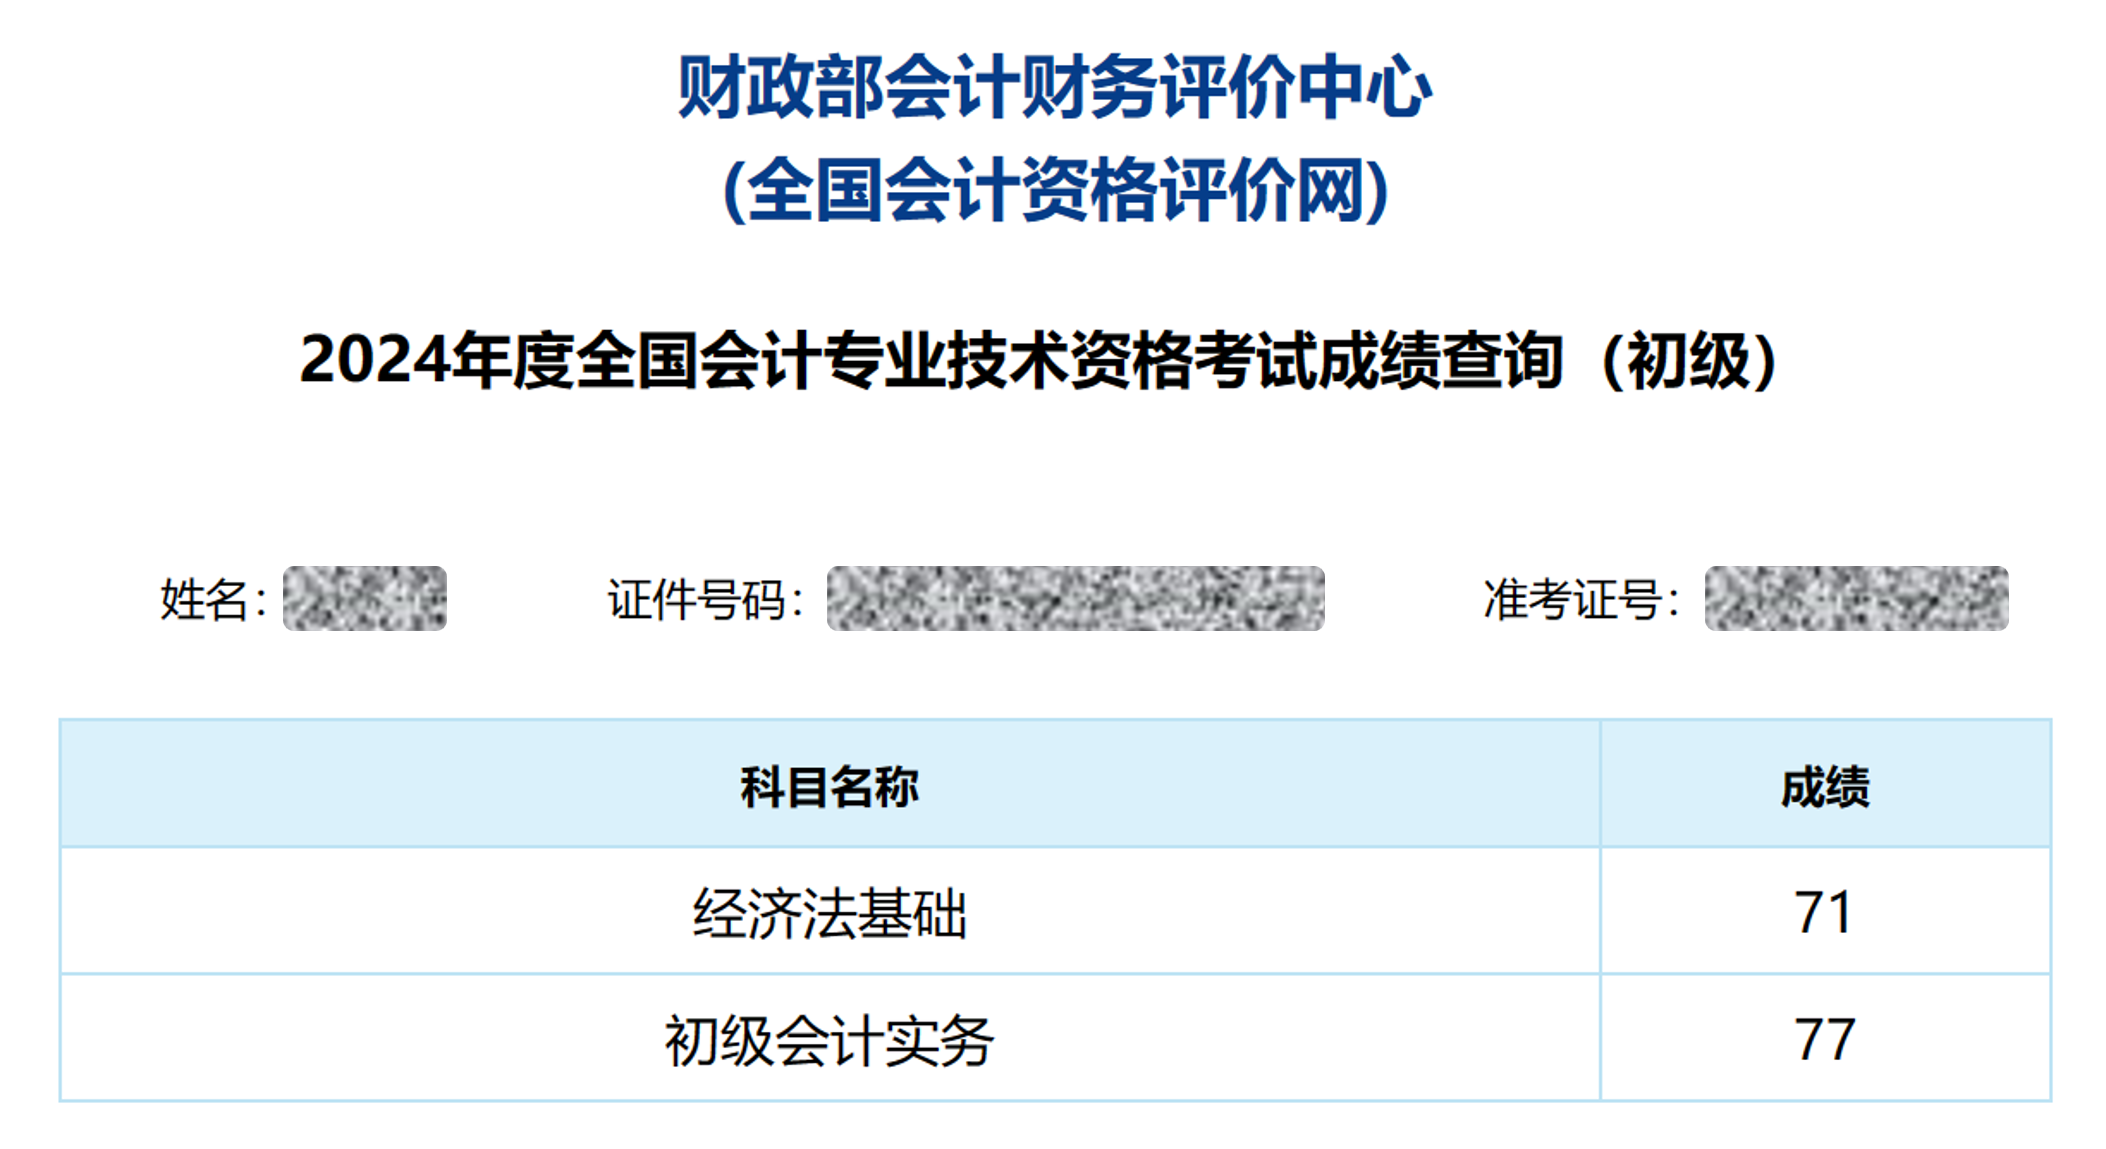 财政部会计财务评价中心
(全国会计资格评价网)
2024年度全国会计专业技术资格考试成绩查询（初级）
姓名： 证件号码： 准考证号：
科目名称 成绩
经济法基础 71
初级会计实务 77